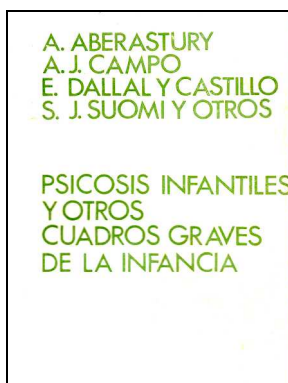 A. ABERASTURY
A. J. CAMPO
E. DALLAL Y CASTILLO
S. J. SUOMI Y OTROS
PSICOSIS INFANTILES
Y OTROS
CUADROS GRAVES
DE LA INFANCIA